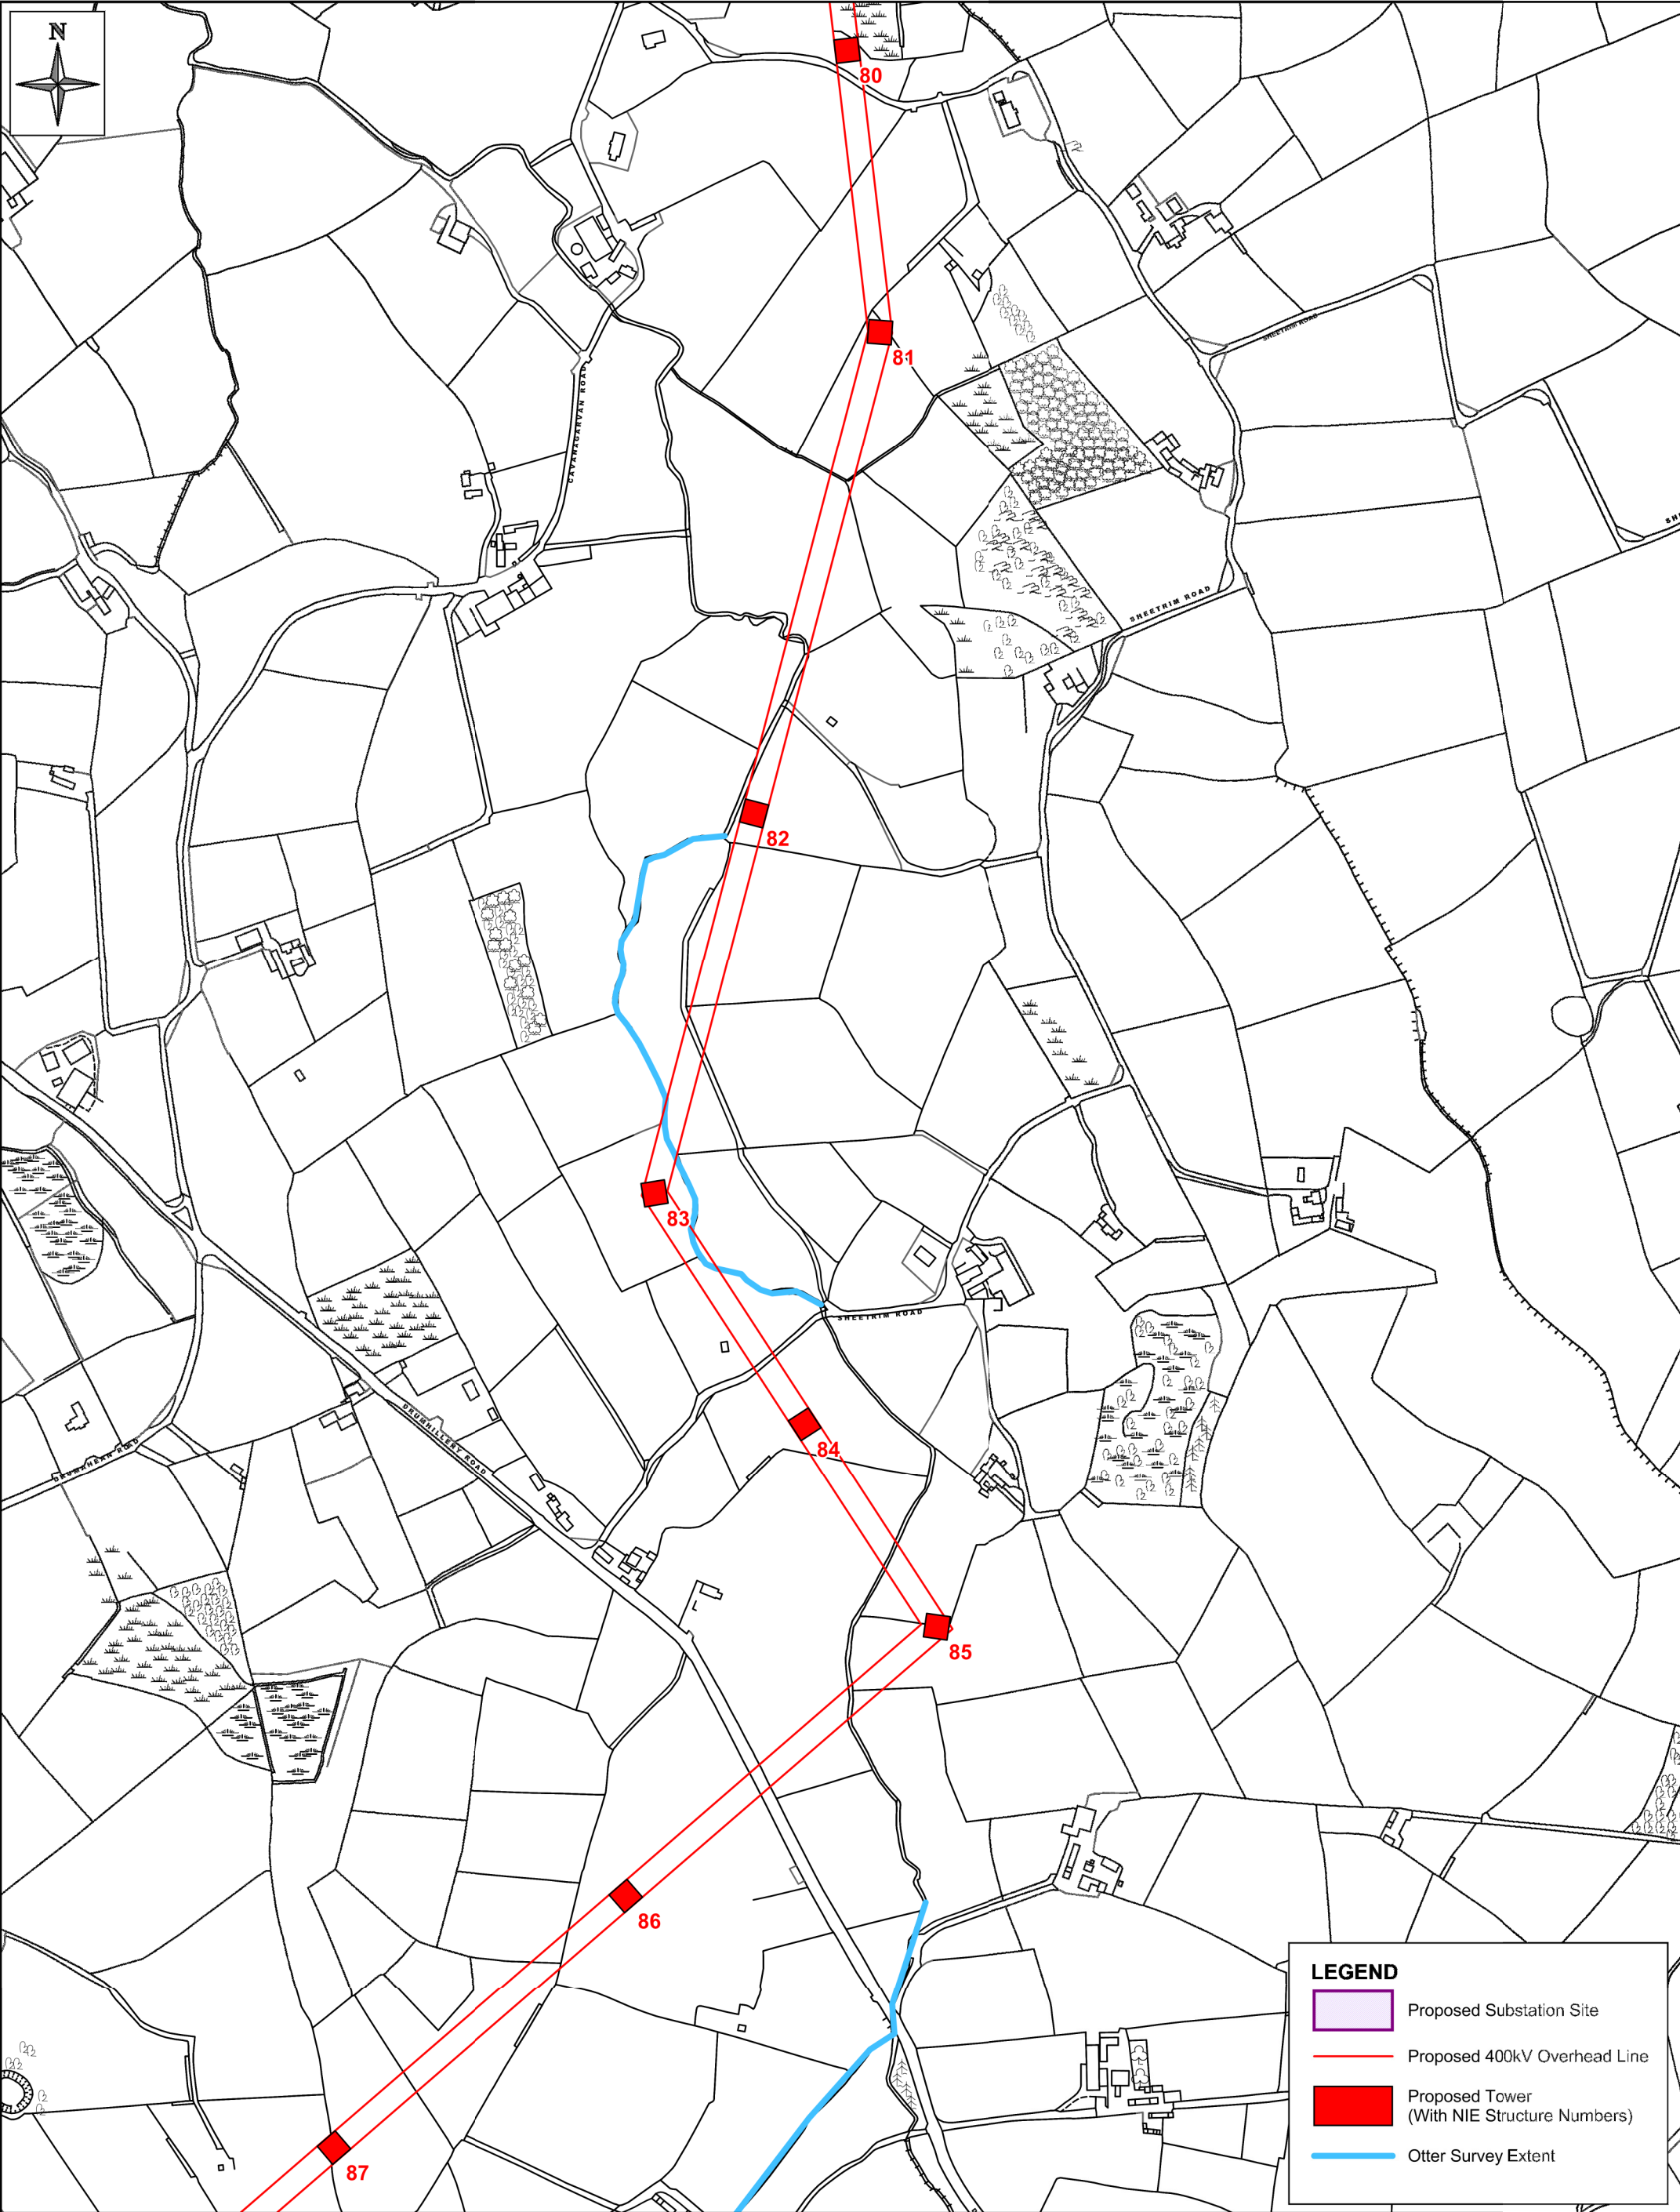 N
80
81
SHEETRIM ROAD
CAVANAGARVAN ROAD
SHEETRIM ROAD
82
83
SHEETRIM ROAD
84
DRUMHILLERY ROAD
85
86
87
LEGEND
Proposed Substation Site
Proposed 400kV Overhead Line
Proposed Tower
(With NIE Structure Numbers)
Otter Survey Extent